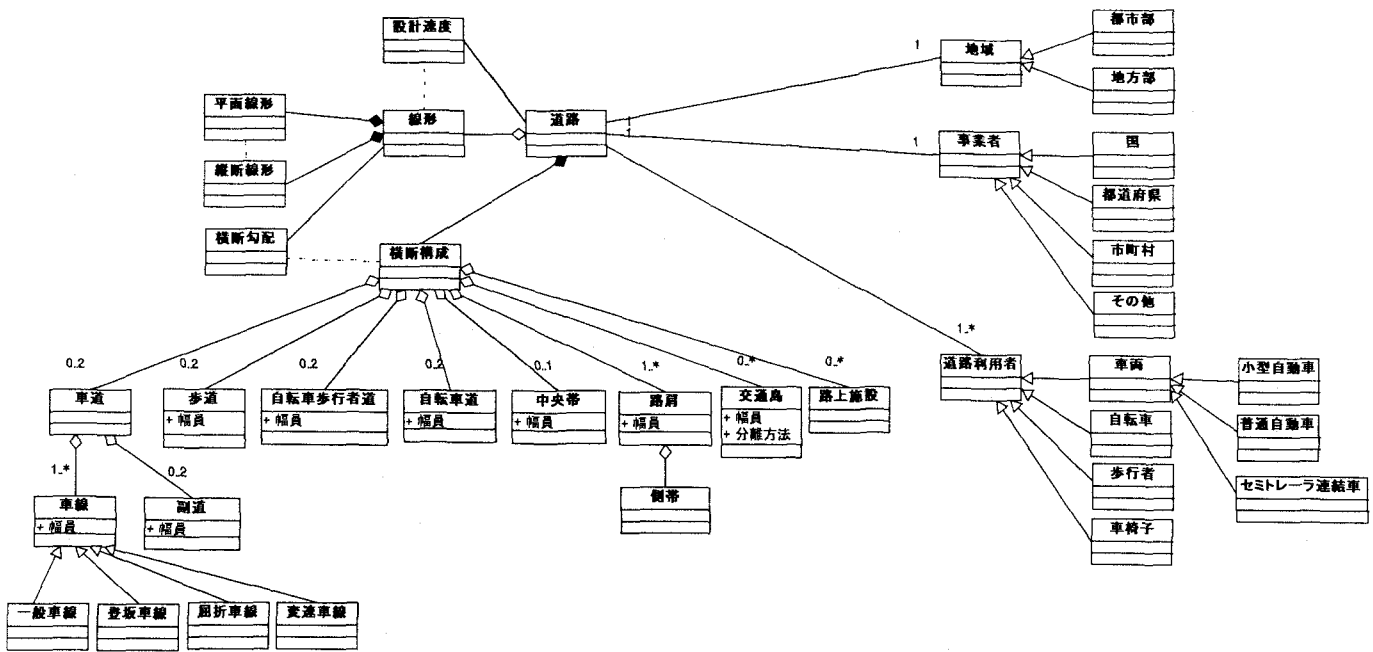 設計速度
都市部
地域
1
地方部
平面線形
線形
道路
1
1
事業者
1
国
縦断線形
都道府県
横断勾配
横断構成
市町村
その他
1..*
0..2
0..2
0..2
0..2
0..1
1..*
0..*
0..*
道路利用者
車両
小型自動車
車道
歩道
+ 幅員
自転車歩行者道
+ 幅員
自転車道
+ 幅員
中央帯
+ 幅員
路肩
+ 幅員
交通島
+ 幅員
+ 分離方法
路上施設
自転車
普通自動車
1..*
0..2
歩行者
セミトレーラ連結車
車線
+ 幅員
副道
+ 幅員
側帯
車椅子
一般車線
登坂車線
屈折車線
変速車線